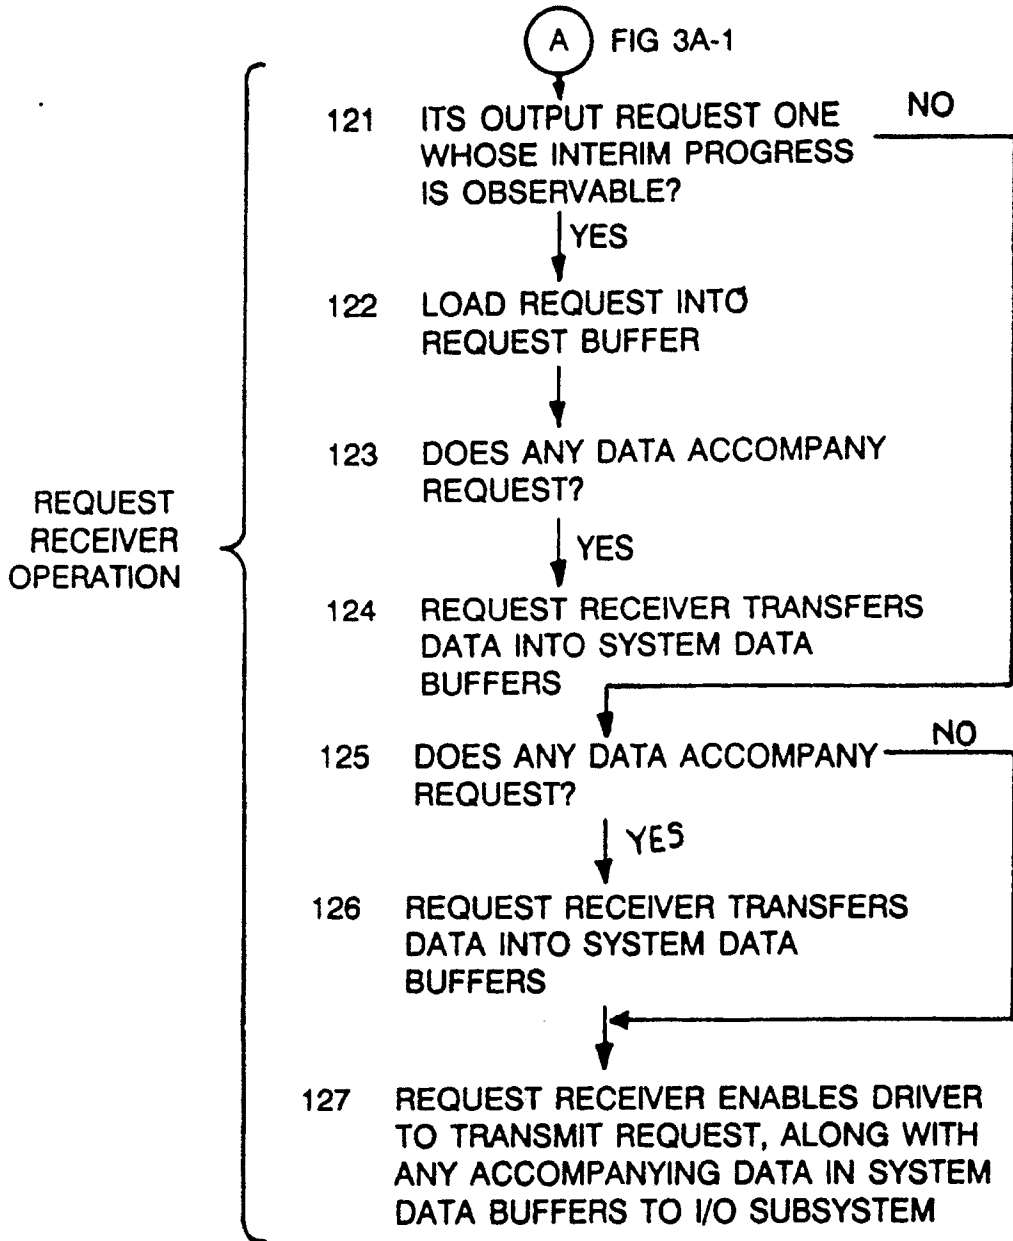 A FIG 3A-1
121 ITS OUTPUT REQUEST ONE
WHOSE INTERIM PROGRESS
IS OBSERVABLE?
NO
YES
122 LOAD REQUEST INTO
REQUEST BUFFER
123 DOES ANY DATA ACCOMPANY
REQUEST?
YES
REQUEST
RECEIVER
OPERATION
124 REQUEST RECEIVER TRANSFERS
DATA INTO SYSTEM DATA
BUFFERS
125 DOES ANY DATA ACCOMPANY
REQUEST?
NO
YES
126 REQUEST RECEIVER TRANSFERS
DATA INTO SYSTEM DATA
BUFFERS
127 REQUEST RECEIVER ENABLES DRIVER
TO TRANSMIT REQUEST, ALONG WITH
ANY ACCOMPANYING DATA IN SYSTEM
DATA BUFFERS TO I/O SUBSYSTEM